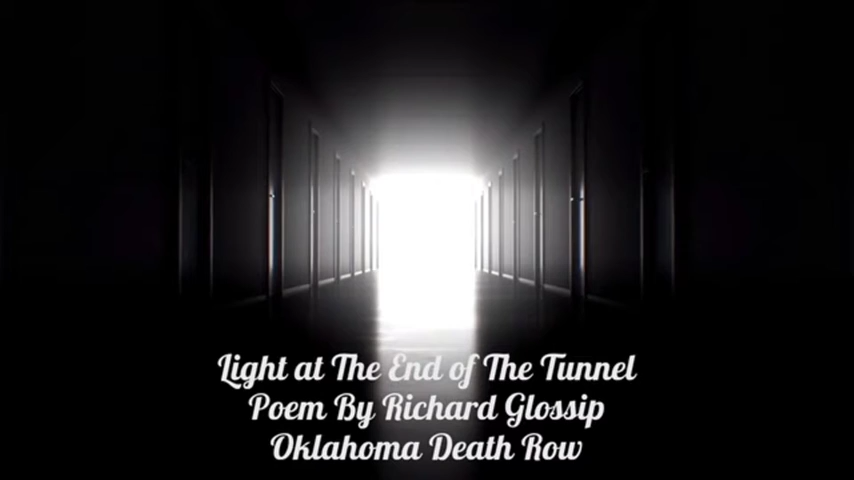 Light at The End of The Tunnel
Poem By Richard Glossip
Oklahoma Death Row